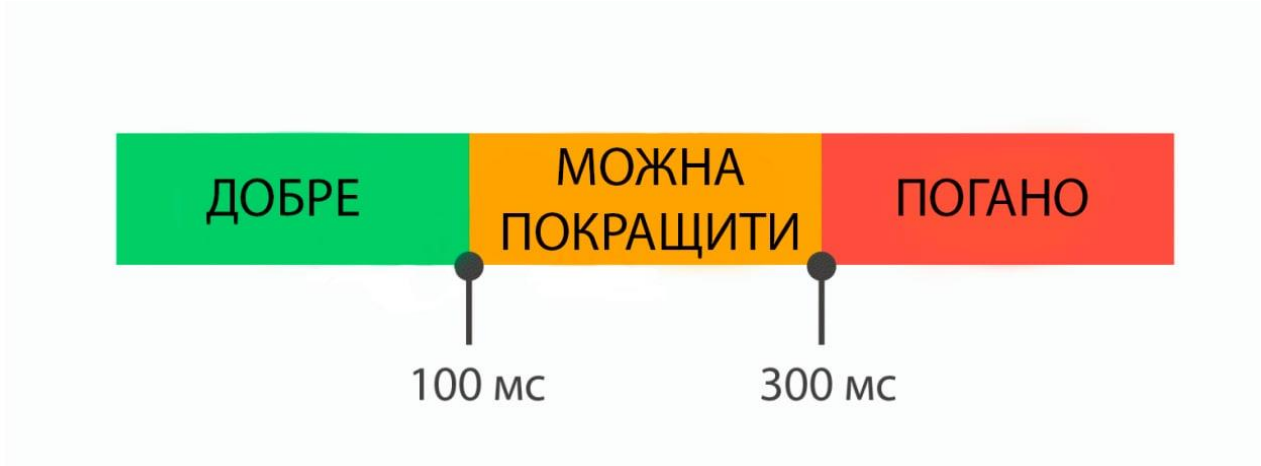 ДОБРЕ
МОЖНА
ПОКРАЩИТИ
ПОГАНО
100 мс
300 мс